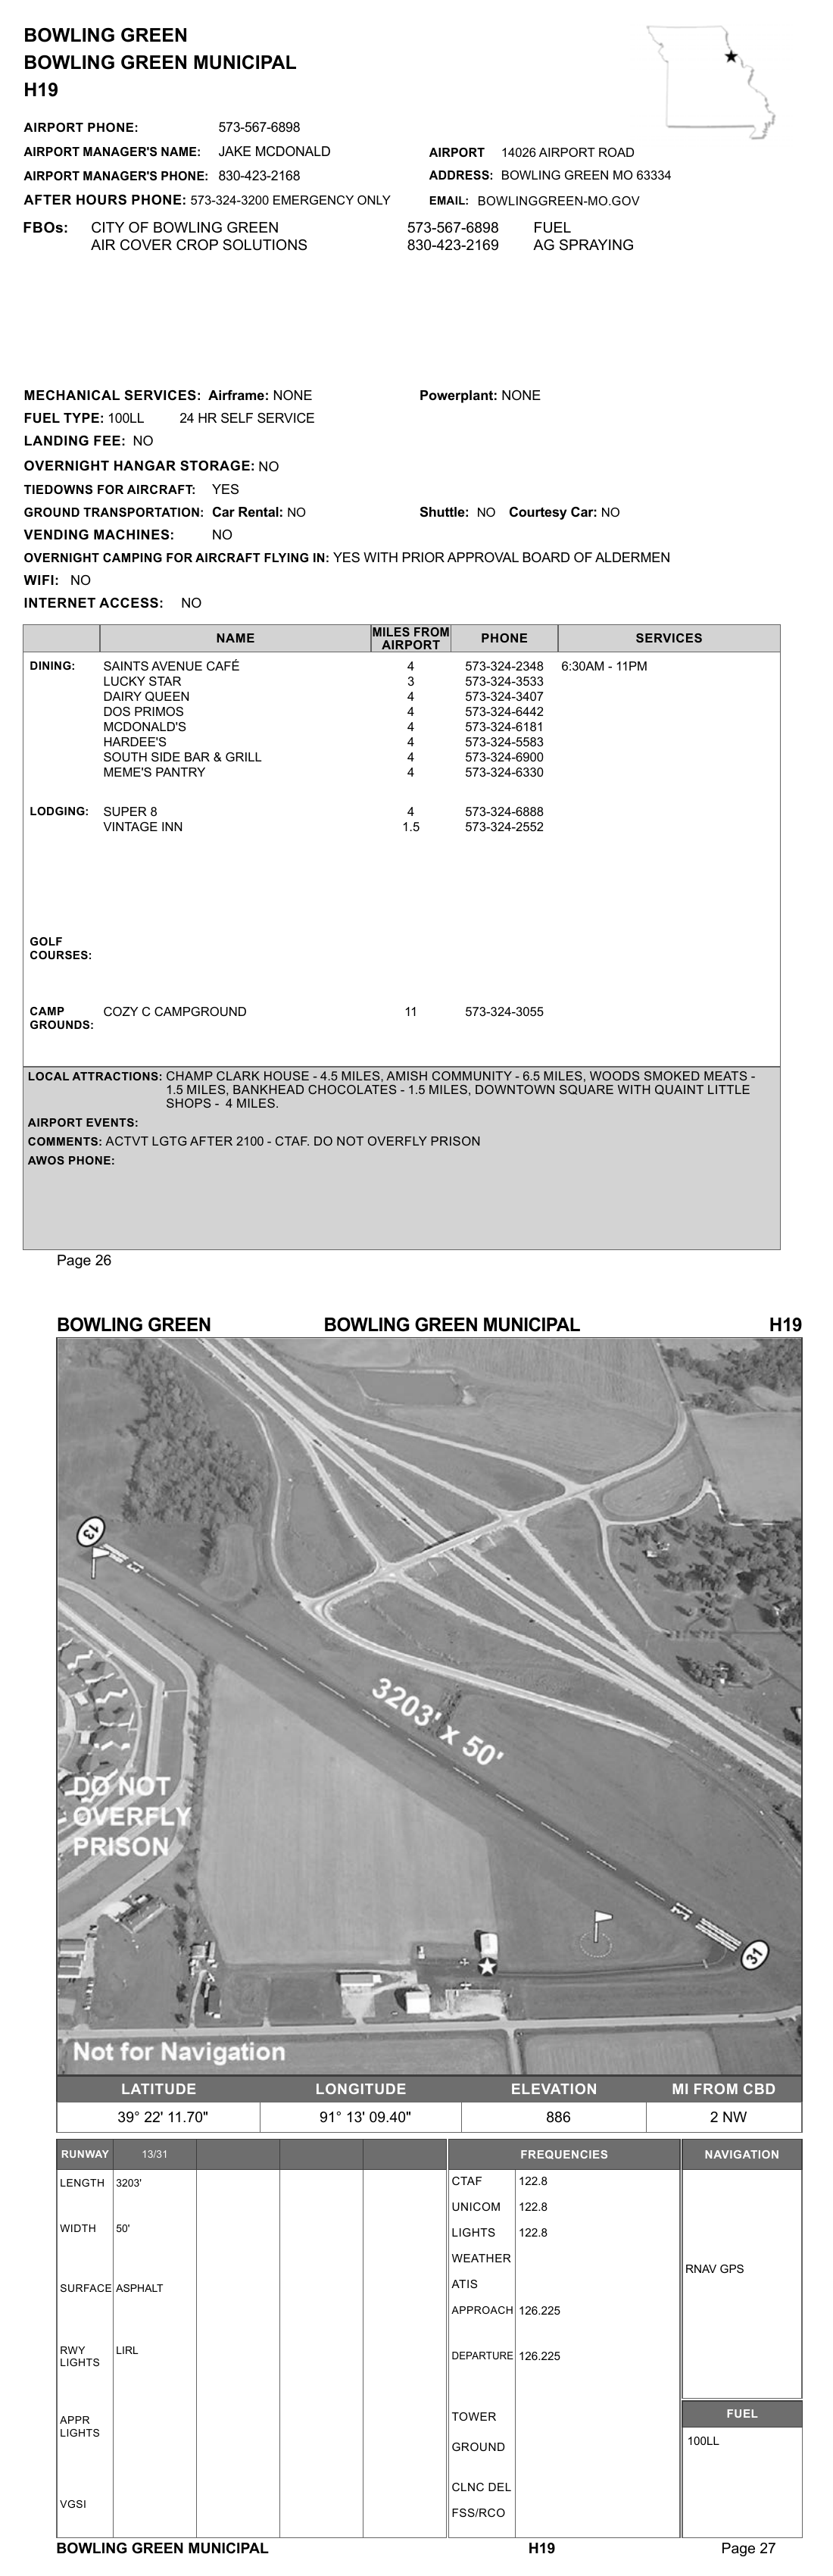 BOWLING GREEN
BOWLING GREEN MUNICIPAL
H19
AIRPORT PHONE: 573-567-6898
AIRPORT MANAGER'S NAME: JAKE MCDONALD
AIRPORT MANAGER'S PHONE: 830-423-2168
AFTER HOURS PHONE: 573-324-3200 EMERGENCY ONLY
AIRPORT 14026 AIRPORT ROAD
ADDRESS: BOWLING GREEN MO 63334
EMAIL: BOWLINGGREEN-MO.GOV
FBOs: CITY OF BOWLING GREEN 573-567-6898 FUEL
AIR COVER CROP SOLUTIONS 830-423-2169 AG SPRAYING
MECHANICAL SERVICES: Airframe: NONE Powerplant: NONE
FUEL TYPE: 100LL 24 HR SELF SERVICE
LANDING FEE: NO
OVERNIGHT HANGAR STORAGE: NO
TIEDOWNS FOR AIRCRAFT: YES
GROUND TRANSPORTATION: Car Rental: NO Shuttle: NO Courtesy Car: NO
VENDING MACHINES: NO
OVERNIGHT CAMPING FOR AIRCRAFT FLYING IN: YES WITH PRIOR APPROVAL BOARD OF ALDERMEN
WIFI: NO
INTERNET ACCESS: NO
NAME MILES FROM AIRPORT PHONE SERVICES
DINING: SAINTS AVENUE CAFÉ 4 573-324-2348 6:30AM - 11PM
LUCKY STAR 3 573-324-3533
DAIRY QUEEN 4 573-324-3407
DOS PRIMOS 4 573-324-6442
MCDONALD'S 4 573-324-6181
HARDEE'S 4 573-324-5583
SOUTH SIDE BAR & GRILL 4 573-324-6900
MEME'S PANTRY 4 573-324-6330
LODGING: SUPER 8 4 573-324-6888
VINTAGE INN 1.5 573-324-2552
GOLF
COURSES:
CAMP COZY C CAMPGROUND 11 573-324-3055
GROUNDS:
LOCAL ATTRACTIONS: CHAMP CLARK HOUSE - 4.5 MILES, AMISH COMMUNITY - 6.5 MILES, WOODS SMOKED MEATS -
1.5 MILES, BANKHEAD CHOCOLATES - 1.5 MILES, DOWNTOWN SQUARE WITH QUAINT LITTLE
SHOPS - 4 MILES.
AIRPORT EVENTS:
COMMENTS: ACTVT LGTG AFTER 2100 - CTAF. DO NOT OVERFLY PRISON
AWOS PHONE:
Page 26
BOWLING GREEN BOWLING GREEN MUNICIPAL H19
13
13
3203' x 50'
DO NOT
OVERFLY
PRISON
31
31
Not for Navigation
LATITUDE LONGITUDE ELEVATION MI FROM CBD
39° 22' 11.70" 91° 13' 09.40" 886 2 NW
RUNWAY 13/31
LENGTH 3203'
WIDTH 50'
SURFACE ASPHALT
RWY LIRL
LIGHTS
APPR
LIGHTS
VGSI
FREQUENCIES
CTAF 122.8
UNICOM 122.8
LIGHTS 122.8
WEATHER
ATIS
APPROACH 126.225
DEPARTURE 126.225
TOWER
GROUND
CLNC DEL
FSS/RCO
NAVIGATION
RNAV GPS
FUEL
100LL
BOWLING GREEN MUNICIPAL H19 Page 27